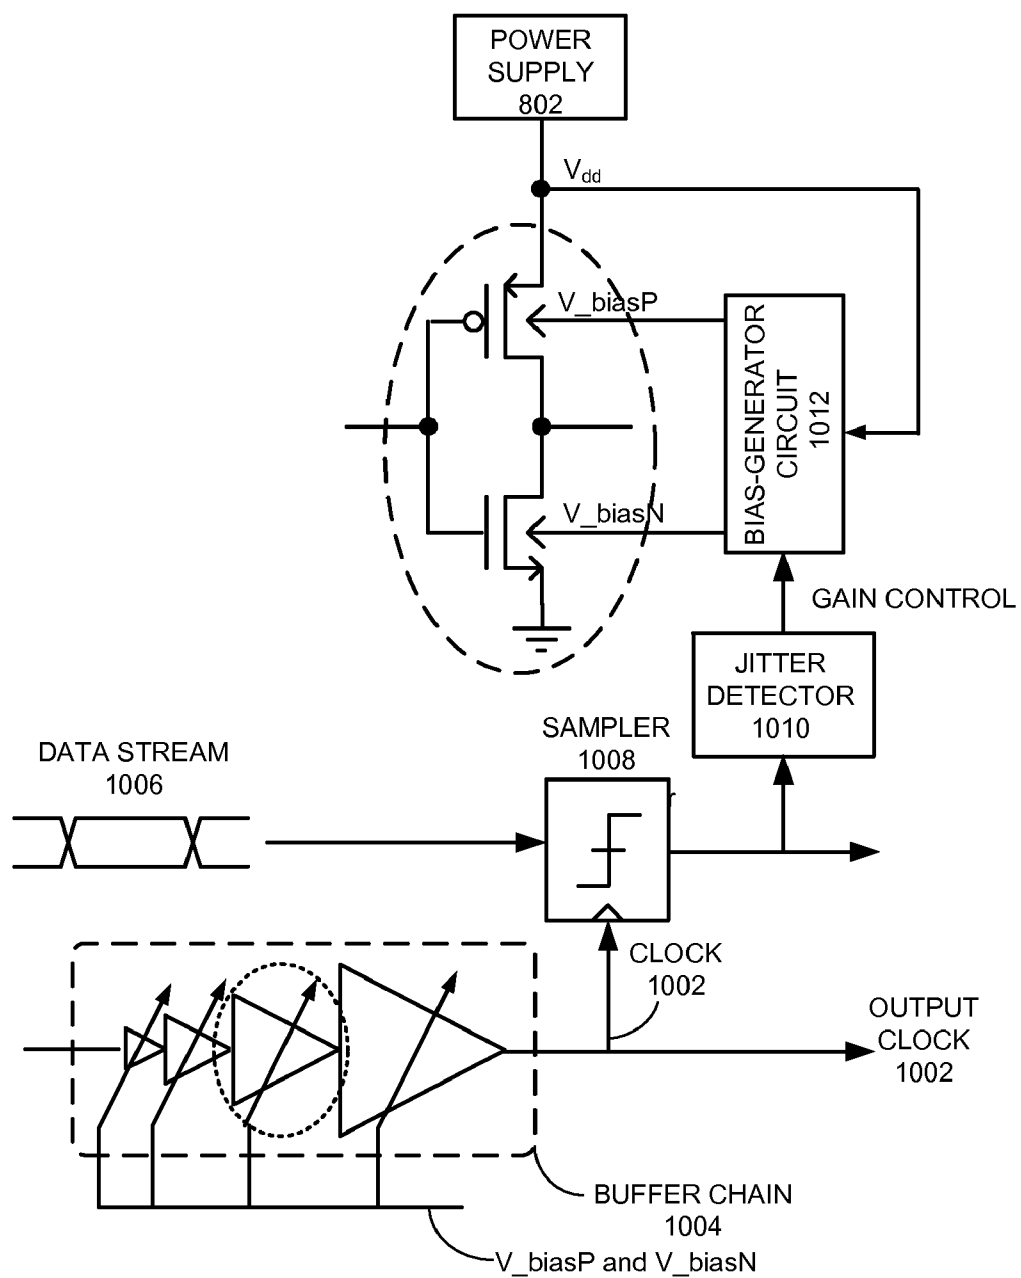 POWER
SUPPLY
802
Vdd
V_biasP
BIAS-GENERATOR
CIRCUIT
1012
V_biasN
GAIN CONTROL
JITTER
DETECTOR
1010
SAMPLER
1008
DATA STREAM
1006
CLOCK
1002
OUTPUT
CLOCK
1002
BUFFER CHAIN
1004
V_biasP and V_biasN